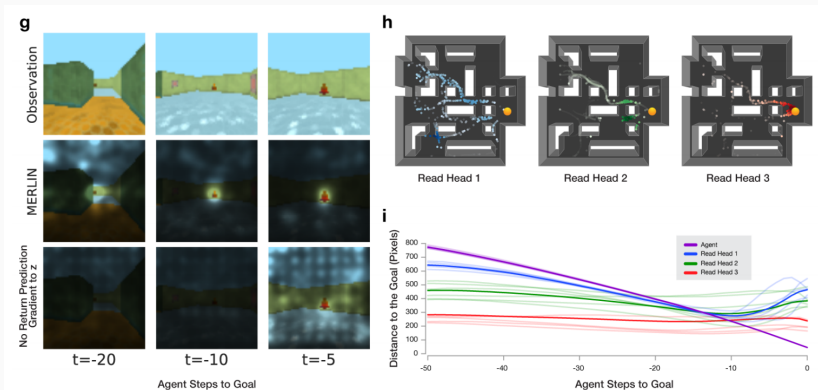 g
Observation
MERLIN
No Return Prediction
Gradient to z
t=-20
t=-10
t=-5
Agent Steps to Goal
h
Read Head 1
Read Head 2
Read Head 3
i
Distance to the Goal (Pixels)
800
700
600
500
400
300
200
100
0
Agent
Read Head 1
Read Head 2
Read Head 3
-50
-40
-30
-20
-10
0
Agent Steps to Goal